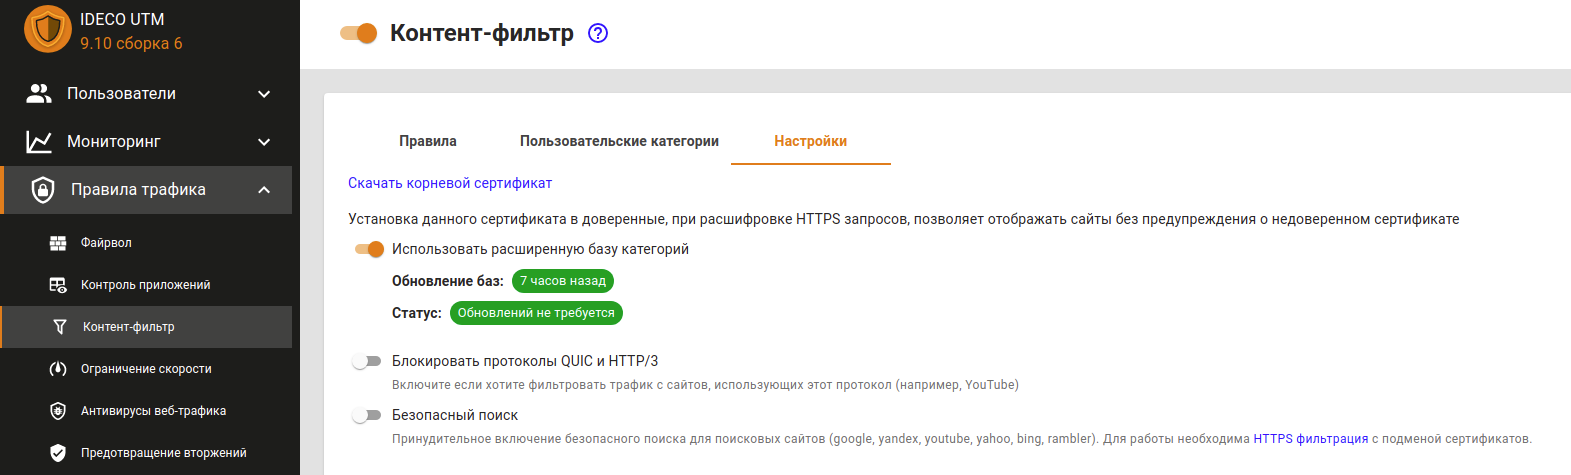 IDECO UTM
9.10 сборка 6
Пользователи
Мониторинг
Правила трафика
Файрвол
Контроль приложений
Контент-фильтр
Ограничение скорости
Антивирусы веб-трафика
Предотвращение вторжений
Контент-фильтр ?
Правила Пользовательские категории Настройки
Скачать корневой сертификат
Установка данного сертификата в доверенные, при расшифровке HTTPS запросов, позволяет отображать сайты без предупреждения о недоверенном сертификате
Использовать расширенную базу категорий
Обновление баз: 7 часов назад
Статус: Обновлений не требуется
Блокировать протоколы QUIC и HTTP/3
Включите если хотите фильтровать трафик с сайтов, использующих этот протокол (например, YouTube)
Безопасный поиск
Принудительное включение безопасного поиска для поисковых сайтов (google, yandex, youtube, yahoo, bing, rambler). Для работы необходима HTTPS фильтрация с подменой сертификатов.